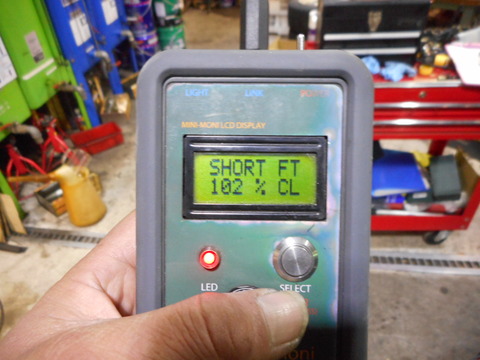 LIGHT LINK
MINI-MONI LCD DISPLAY
SHORT FT
102 % CL
LED SELECT